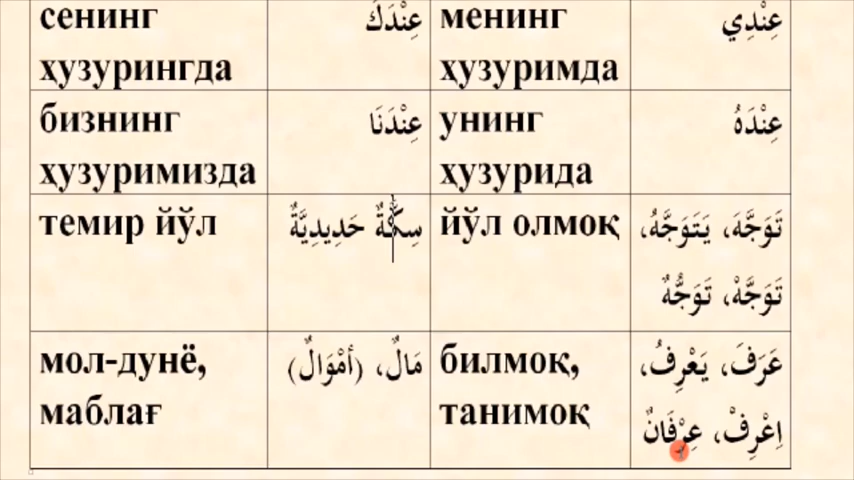 сенинг
ҳузурингда
عِنْدَكَ
менинг
ҳузуримда
عِنْدِي
бизнинг
ҳузуримизда
عِنْدَنَا
унинг
ҳузурида
عِنْدَهُ
темир йўл
سِكَّةٌ حَدِيدِيَّةٌ
йўл олмоқ
تَوَجَّهَ، يَتَوَجَّهُ،
تَوَجَّهْ، تَوَجُّهٌ
мол-дунё,
маблағ
مَالٌ، (أَمْوَالٌ)
билмоқ,
танимоқ
عَرَفَ، يَعْرِفُ،
اِعْرِفْ، عِرْفَانٌ